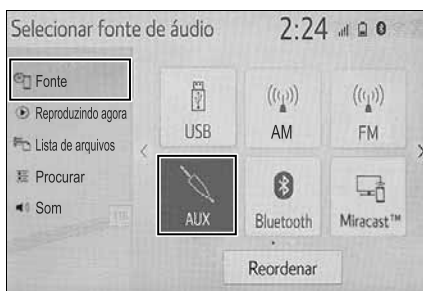 Selecionar fonte de áudio 2:24
Fonte
Reproduzindo agora
Lista de arquivos
Procurar
Som
USB AM FM
AUX Bluetooth Miracast™
Reordenar